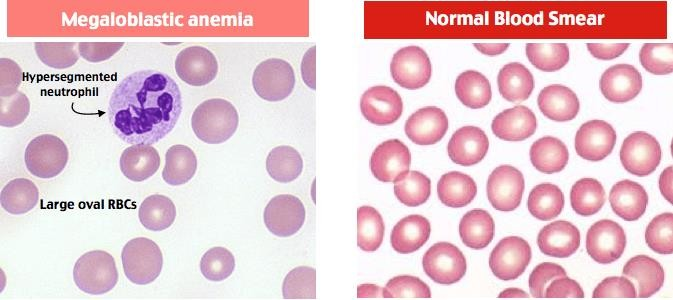 Megaloblastic anemia
Normal Blood Smear
Hypersegmented
neutrophil
Large oval RBCs